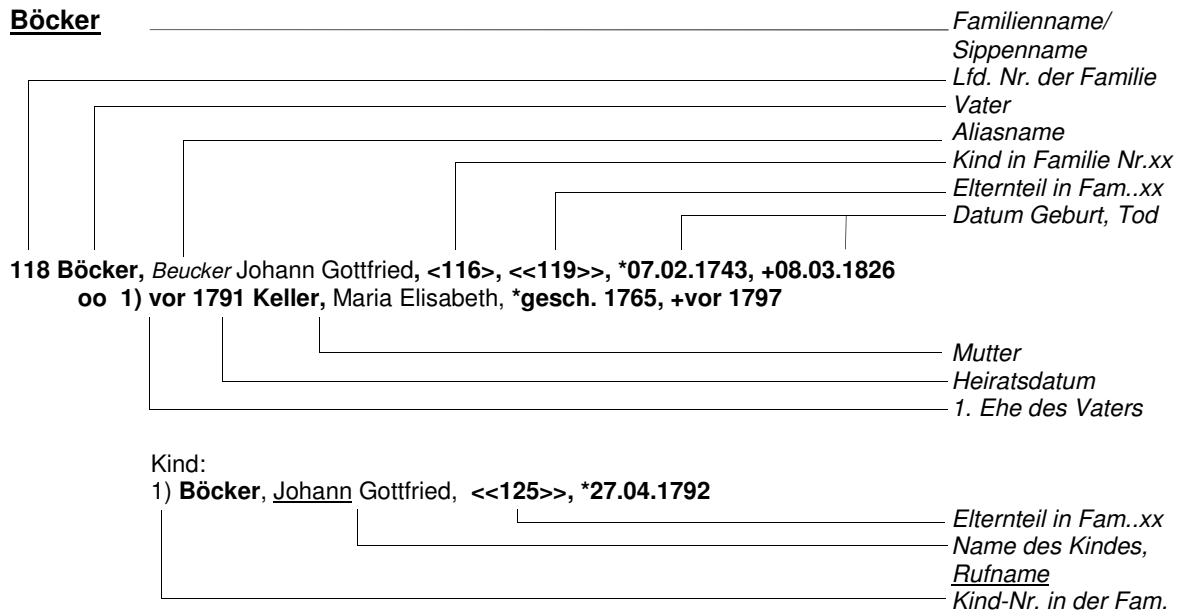 Böcker Familienname/
Sippenname
Lfd. Nr. der Familie
Vater
Aliasname
Kind in Familie Nr.xx
Elternteil in Fam..xx
Datum Geburt, Tod
118 Böcker, Beucker Johann Gottfried, <116>, <<119>>, *07.02.1743, +08.03.1826
oo 1) vor 1791 Keller, Maria Elisabeth, *gesch. 1765, +vor 1797
Mutter
Heiratsdatum
1. Ehe des Vaters
Kind:
1) Böcker, Johann Gottfried, <<125>>, *27.04.1792
Elternteil in Fam..xx
Name des Kindes,
Rufname
Kind-Nr. in der Fam.